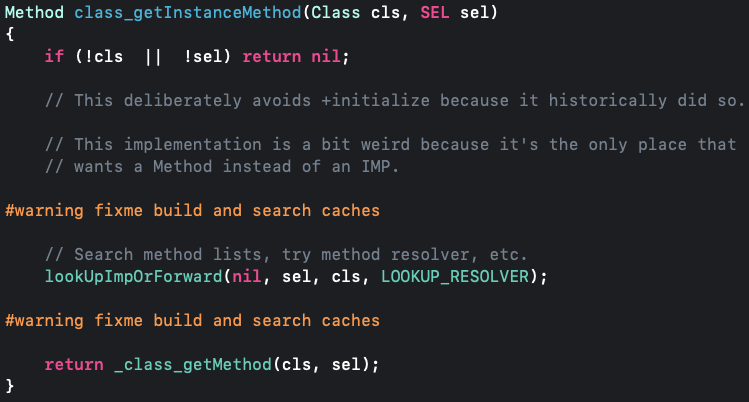 Method class_getInstanceMethod(Class cls, SEL sel)
{
    if (!cls  ||  !sel) return nil;
    // This deliberately avoids +initialize because it historically did so.
    // This implementation is a bit weird because it's the only place that
    // wants a Method instead of an IMP.
#warning fixme build and search caches
    // Search method lists, try method resolver, etc.
    lookUpImpOrForward(nil, sel, cls, LOOKUP_RESOLVER);
#warning fixme build and search caches
    return _class_getMethod(cls, sel);
}